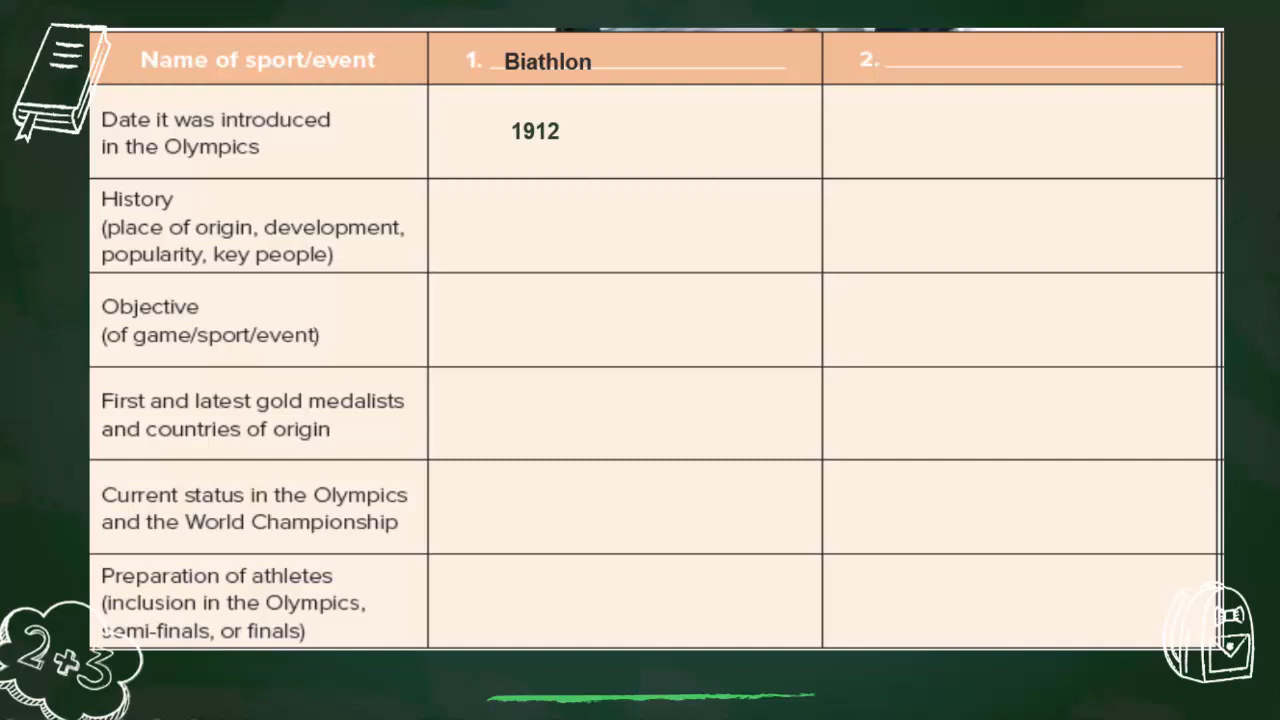 Name of sport/event
1. Biathlon
2.
Date it was introduced
in the Olympics
1912
History
(place of origin, development,
popularity, key people)
Objective
(of game/sport/event)
First and latest gold medalists
and countries of origin
Current status in the Olympics
and the World Championship
Preparation of athletes
(inclusion in the Olympics,
semi-finals, or finals)
2+3